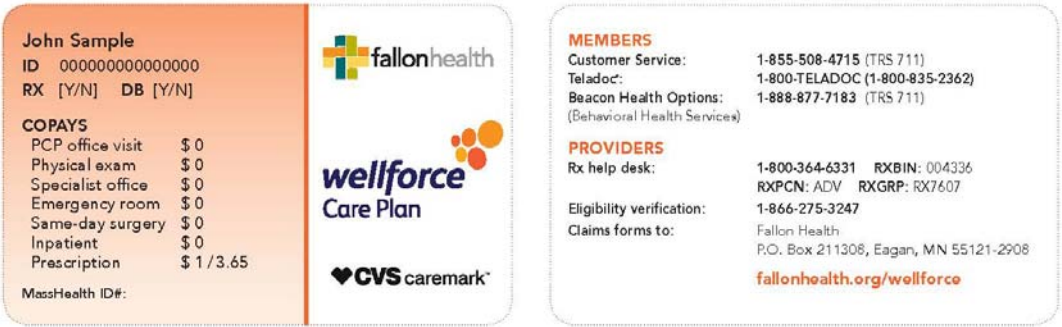 John Sample
ID 000000000000000
RX [Y/N] DB [Y/N]
COPAYS
PCP office visit $ 0
Physical exam $ 0
Specialist office $ 0
Emergency room $ 0
Same-day surgery $ 0
Inpatient $ 0
Prescription $ 1/3.65
MassHealth ID#:
fallonhealth
wellforce
Care Plan
CVS caremark™
MEMBERS
Customer Service: 1-855-508-4715 (TRS 711)
Teladoc®: 1-800-TELADOC (1-800-835-2362)
Beacon Health Options: 1-888-877-7183 (TRS 711)
(Behavioral Health Services)
PROVIDERS
Rx help desk: 1-800-364-6331 RXBIN: 004336
RXPCN: ADV RXGRP: RX7607
Eligibility verification: 1-866-275-3247
Claims forms to: Fallon Health
P.O. Box 211308, Eagan, MN 55121-2908
fallonhealth.org/wellforce